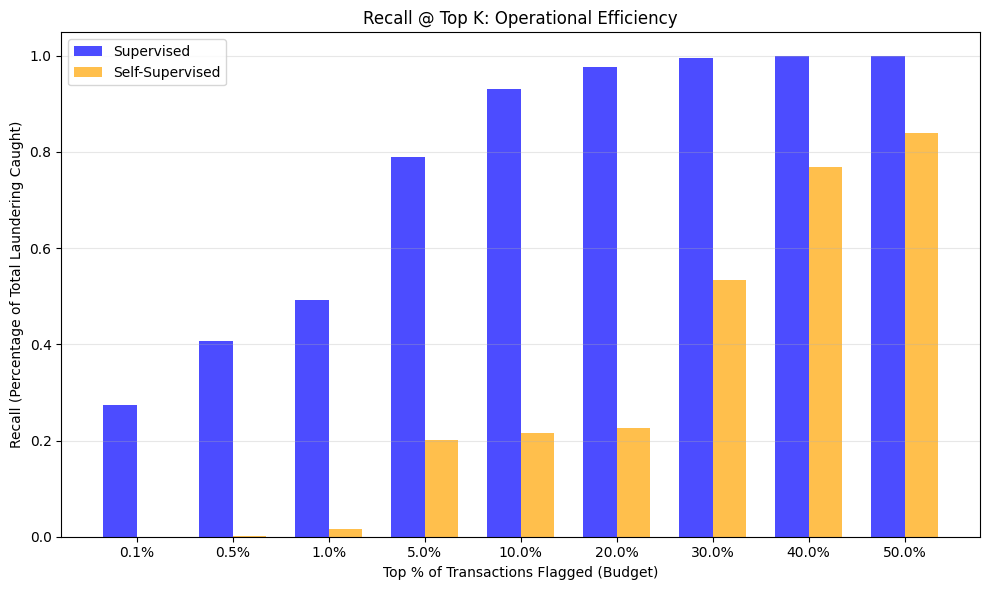 Recall @ Top K: Operational Efficiency
Supervised
Self-Supervised
Recall (Percentage of Total Laundering Caught)
1.0
0.8
0.6
0.4
0.2
0.0
0.1% 0.5% 1.0% 5.0% 10.0% 20.0% 30.0% 40.0% 50.0%
Top % of Transactions Flagged (Budget)